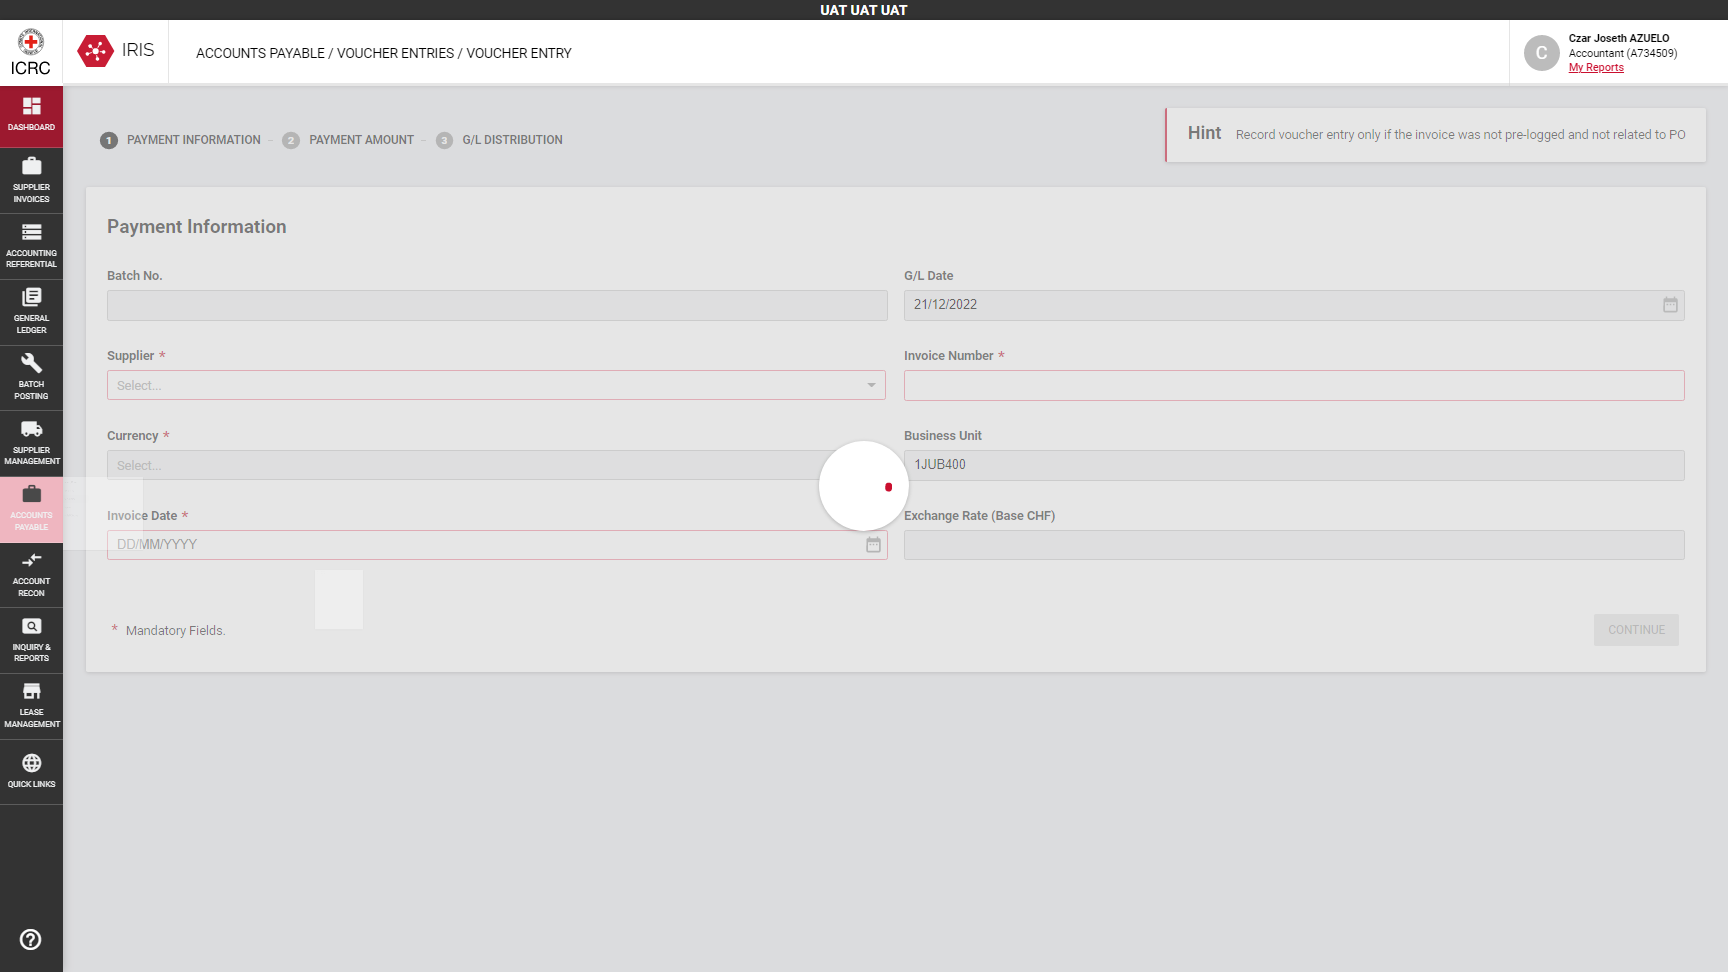 UAT UAT UAT
ICRC
IRIS
ACCOUNTS PAYABLE / VOUCHER ENTRIES / VOUCHER ENTRY
C
Czar Joseth AZUELO
Accountant (A734509)
My Reports
DASHBOARD
SUPPLIER
INVOICES
ACCOUNTING
REFERENTIAL
GENERAL
LEDGER
BATCH
POSTING
SUPPLIER
MANAGEMENT
ACCOUNTS
PAYABLE
ACCOUNT
RECON
INQUIRY &
REPORTS
LEASE
MANAGEMENT
QUICK LINKS
1 PAYMENT INFORMATION - 2 PAYMENT AMOUNT - 3 G/L DISTRIBUTION
Hint Record voucher entry only if the invoice was not pre-logged and not related to PO
Payment Information
Batch No.
G/L Date
21/12/2022
Supplier *
Select...
Invoice Number *
Currency *
Select...
Business Unit
1JUB400
Invoice Date *
DD/MM/YYYY
Exchange Rate (Base CHF)
* Mandatory Fields.
CONTINUE